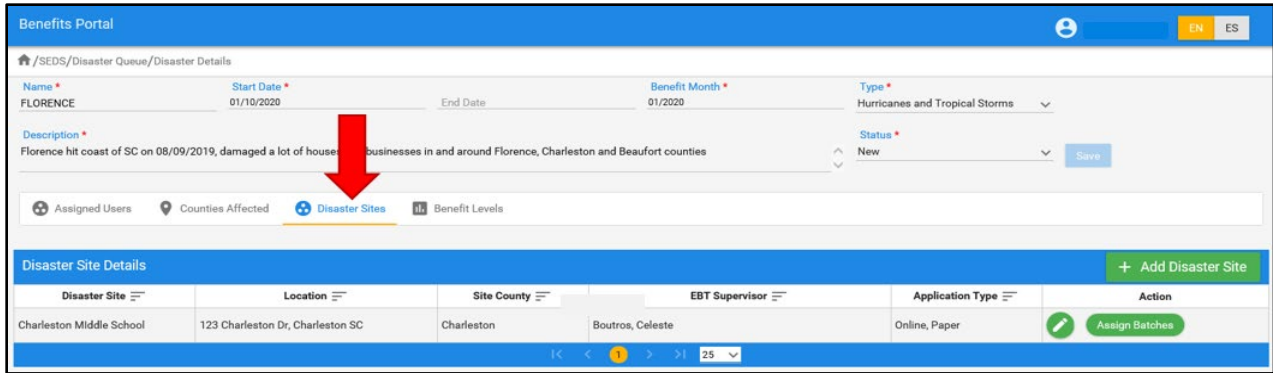 Benefits Portal
EN ES
/SEDS/Disaster Queue/Disaster Details
Name * Start Date * Benefit Month * Type *
FLORENCE 01/10/2020 End Date 01/2020 Hurricanes and Tropical Storms
Description * Status *
Florence hit coast of SC on 08/09/2019, damaged a lot of houses businesses in and around Florence, Charleston and Beaufort counties New Save
Assigned Users Counties Affected Disaster Sites Benefit Levels
Disaster Site Details + Add Disaster Site
Disaster Site Location Site County EBT Supervisor Application Type Action
Charleston MIddle School 123 Charleston Dr, Charleston SC Charleston Boutros, Celeste Online, Paper Assign Batches
1 25